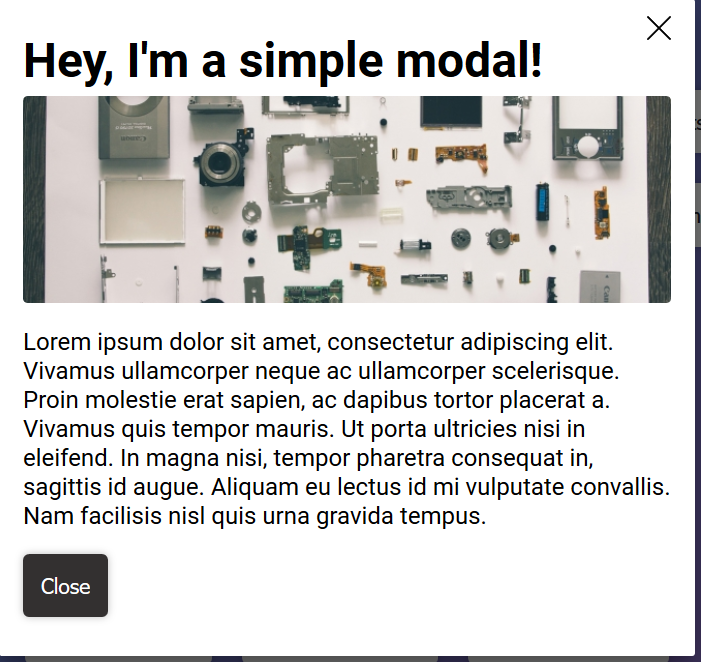 Hey, I'm a simple modal!
Lorem ipsum dolor sit amet, consectetur adipiscing elit.
Vivamus ullamcorper neque ac ullamcorper scelerisque.
Proin molestie erat sapien, ac dapibus tortor placerat a.
Vivamus quis tempor mauris. Ut porta ultricies nisi in
eleifend. In magna nisi, tempor pharetra consequat in,
sagittis id augue. Aliquam eu lectus id mi vulputate convallis.
Nam facilisis nisl quis urna gravida tempus.
Close